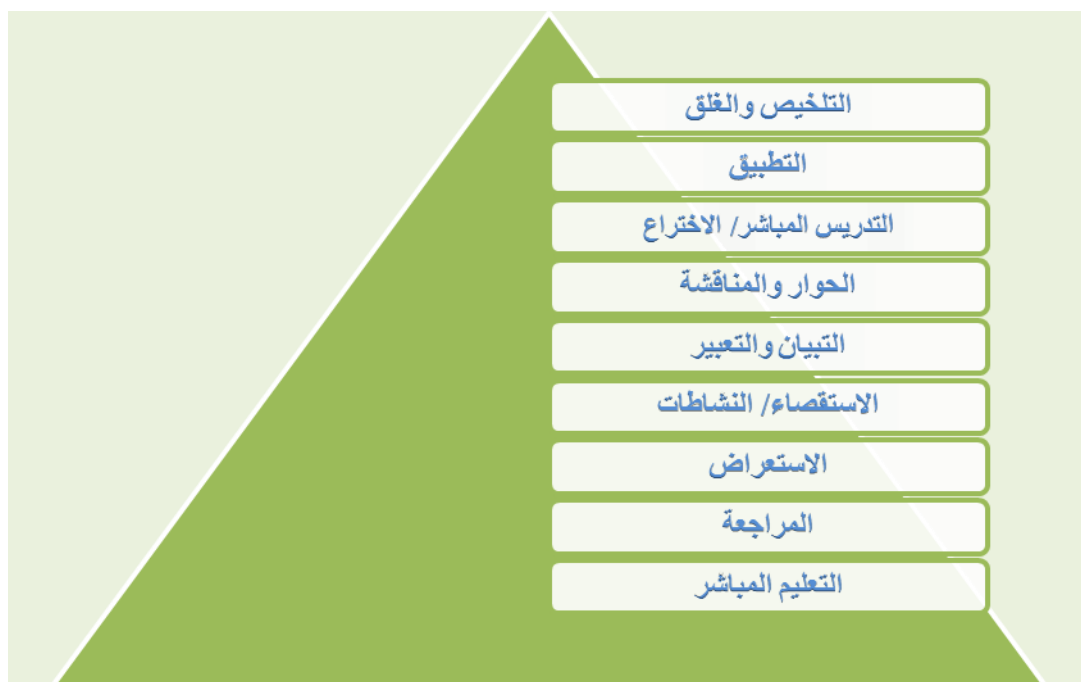 التلخيص والغلق
التطبيق
التدريس المباشر/ الاختراع
الحوار والمناقشة
التبيان والتعبير
الاستقصاء/ النشاطات
الاستعراض
المراجعة
التعليم المباشر